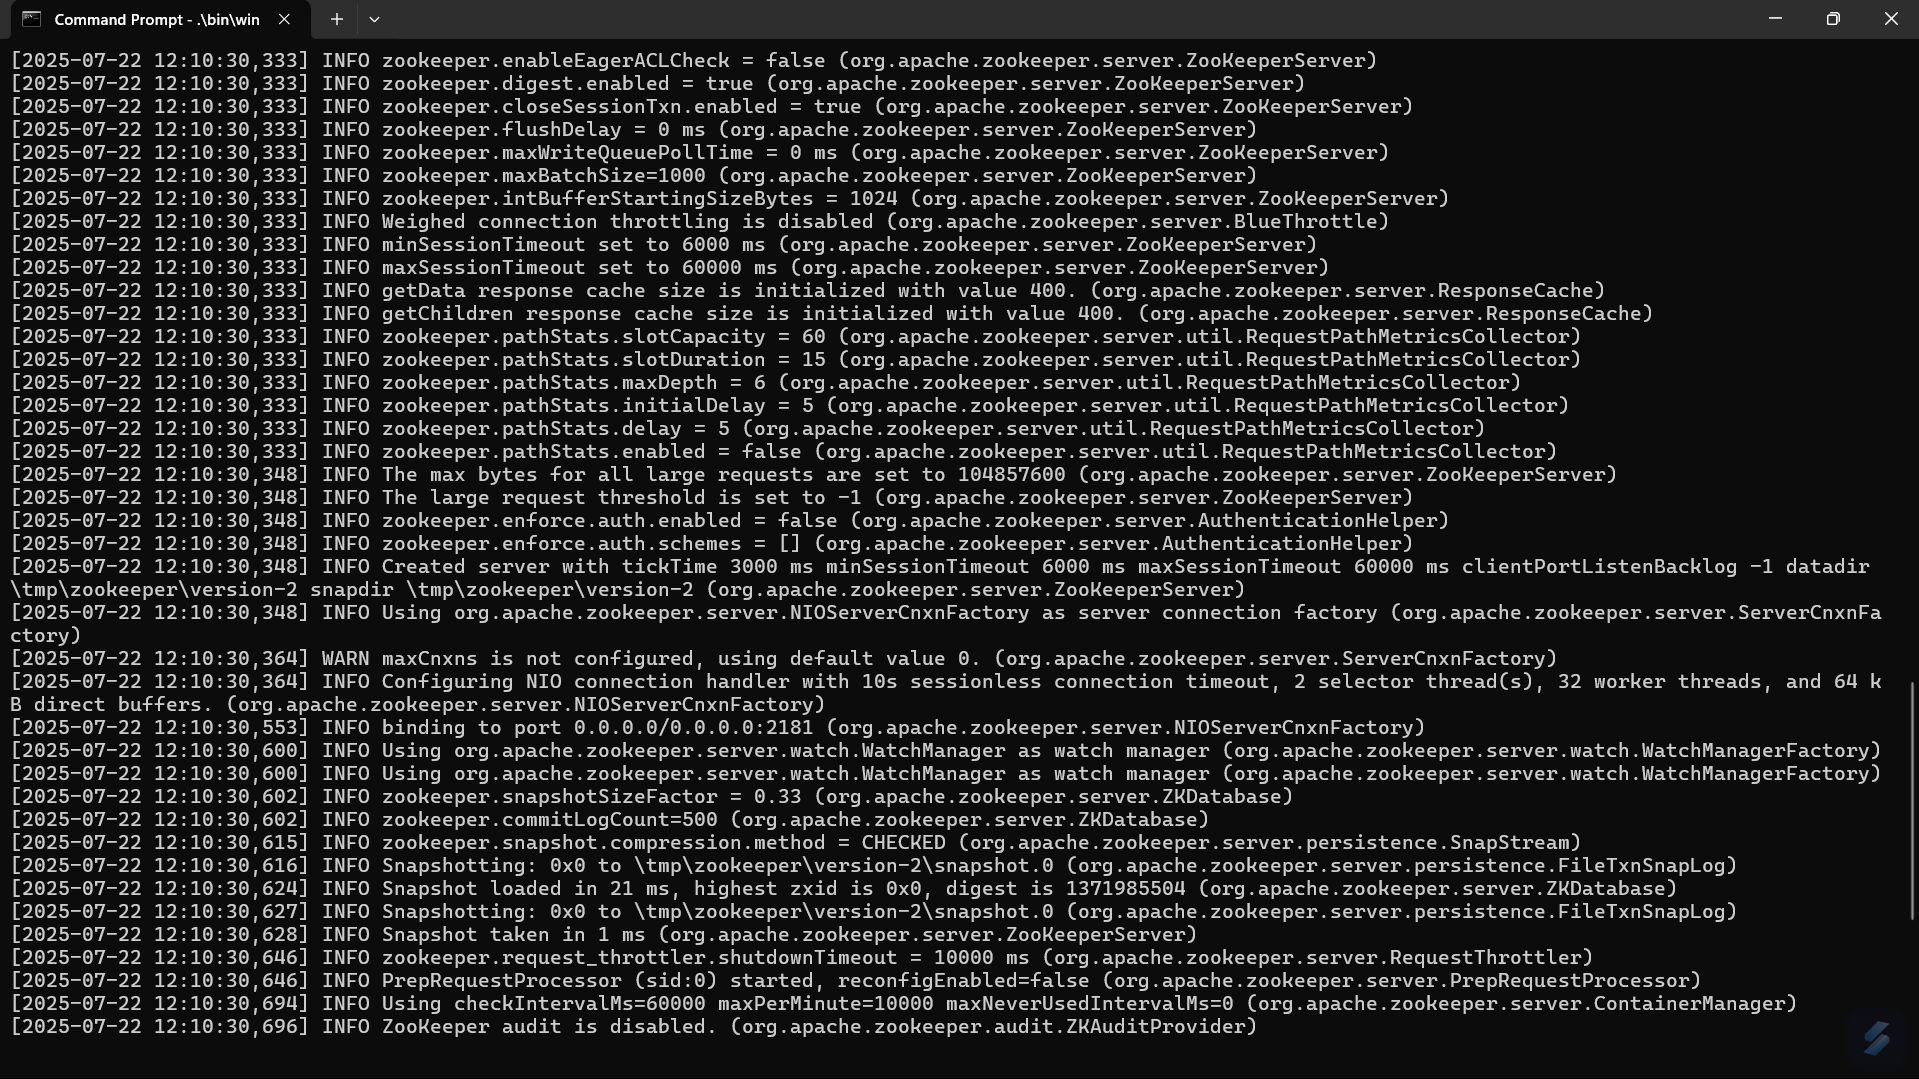 Command Prompt - .\bin\win
[2025-07-22 12:10:30,333] INFO zookeeper.enableEagerACLCheck = false (org.apache.zookeeper.server.ZooKeeperServer)
[2025-07-22 12:10:30,333] INFO zookeeper.digest.enabled = true (org.apache.zookeeper.server.ZooKeeperServer)
[2025-07-22 12:10:30,333] INFO zookeeper.closeSessionTxn.enabled = true (org.apache.zookeeper.server.ZooKeeperServer)
[2025-07-22 12:10:30,333] INFO zookeeper.flushDelay = 0 ms (org.apache.zookeeper.server.ZooKeeperServer)
[2025-07-22 12:10:30,333] INFO zookeeper.maxWriteQueuePollTime = 0 ms (org.apache.zookeeper.server.ZooKeeperServer)
[2025-07-22 12:10:30,333] INFO zookeeper.maxBatchSize=1000 (org.apache.zookeeper.server.ZooKeeperServer)
[2025-07-22 12:10:30,333] INFO zookeeper.intBufferStartingSizeBytes = 1024 (org.apache.zookeeper.server.ZooKeeperServer)
[2025-07-22 12:10:30,333] INFO Weighed connection throttling is disabled (org.apache.zookeeper.server.BlueThrottle)
[2025-07-22 12:10:30,333] INFO minSessionTimeout set to 6000 ms (org.apache.zookeeper.server.ZooKeeperServer)
[2025-07-22 12:10:30,333] INFO maxSessionTimeout set to 60000 ms (org.apache.zookeeper.server.ZooKeeperServer)
[2025-07-22 12:10:30,333] INFO getData response cache size is initialized with value 400. (org.apache.zookeeper.server.ResponseCache)
[2025-07-22 12:10:30,333] INFO getChildren response cache size is initialized with value 400. (org.apache.zookeeper.server.ResponseCache)
[2025-07-22 12:10:30,333] INFO zookeeper.pathStats.slotCapacity = 60 (org.apache.zookeeper.server.util.RequestPathMetricsCollector)
[2025-07-22 12:10:30,333] INFO zookeeper.pathStats.slotDuration = 15 (org.apache.zookeeper.server.util.RequestPathMetricsCollector)
[2025-07-22 12:10:30,333] INFO zookeeper.pathStats.maxDepth = 6 (org.apache.zookeeper.server.util.RequestPathMetricsCollector)
[2025-07-22 12:10:30,333] INFO zookeeper.pathStats.initialDelay = 5 (org.apache.zookeeper.server.util.RequestPathMetricsCollector)
[2025-07-22 12:10:30,333] INFO zookeeper.pathStats.delay = 5 (org.apache.zookeeper.server.util.RequestPathMetricsCollector)
[2025-07-22 12:10:30,333] INFO zookeeper.pathStats.enabled = false (org.apache.zookeeper.server.util.RequestPathMetricsCollector)
[2025-07-22 12:10:30,348] INFO The max bytes for all large requests are set to 104857600 (org.apache.zookeeper.server.ZooKeeperServer)
[2025-07-22 12:10:30,348] INFO The large request threshold is set to -1 (org.apache.zookeeper.server.ZooKeeperServer)
[2025-07-22 12:10:30,348] INFO zookeeper.enforce.auth.enabled = false (org.apache.zookeeper.server.AuthenticationHelper)
[2025-07-22 12:10:30,348] INFO zookeeper.enforce.auth.schemes = [] (org.apache.zookeeper.server.AuthenticationHelper)
[2025-07-22 12:10:30,348] INFO Created server with tickTime 3000 ms minSessionTimeout 6000 ms maxSessionTimeout 60000 ms clientPortListenBacklog -1 datadir
\tmp\zookeeper\version-2 snapdir \tmp\zookeeper\version-2 (org.apache.zookeeper.server.ZooKeeperServer)
[2025-07-22 12:10:30,348] INFO Using org.apache.zookeeper.server.NIOServerCnxnFactory as server connection factory (org.apache.zookeeper.server.ServerCnxnFa
ctory)
[2025-07-22 12:10:30,364] WARN maxCnxns is not configured, using default value 0. (org.apache.zookeeper.server.ServerCnxnFactory)
[2025-07-22 12:10:30,364] INFO Configuring NIO connection handler with 10s sessionless connection timeout, 2 selector thread(s), 32 worker threads, and 64 k
B direct buffers. (org.apache.zookeeper.server.NIOServerCnxnFactory)
[2025-07-22 12:10:30,553] INFO binding to port 0.0.0.0/0.0.0.0:2181 (org.apache.zookeeper.server.NIOServerCnxnFactory)
[2025-07-22 12:10:30,600] INFO Using org.apache.zookeeper.server.watch.WatchManager as watch manager (org.apache.zookeeper.server.watch.WatchManagerFactory)
[2025-07-22 12:10:30,600] INFO Using org.apache.zookeeper.server.watch.WatchManager as watch manager (org.apache.zookeeper.server.watch.WatchManagerFactory)
[2025-07-22 12:10:30,602] INFO zookeeper.snapshotSizeFactor = 0.33 (org.apache.zookeeper.server.ZKDatabase)
[2025-07-22 12:10:30,602] INFO zookeeper.commitLogCount=500 (org.apache.zookeeper.server.ZKDatabase)
[2025-07-22 12:10:30,615] INFO zookeeper.snapshot.compression.method = CHECKED (org.apache.zookeeper.server.persistence.SnapStream)
[2025-07-22 12:10:30,616] INFO Snapshotting: 0x0 to \tmp\zookeeper\version-2\snapshot.0 (org.apache.zookeeper.server.persistence.FileTxnSnapLog)
[2025-07-22 12:10:30,624] INFO Snapshot loaded in 21 ms, highest zxid is 0x0, digest is 1371985504 (org.apache.zookeeper.server.ZKDatabase)
[2025-07-22 12:10:30,627] INFO Snapshotting: 0x0 to \tmp\zookeeper\version-2\snapshot.0 (org.apache.zookeeper.server.persistence.FileTxnSnapLog)
[2025-07-22 12:10:30,628] INFO Snapshot taken in 1 ms (org.apache.zookeeper.server.ZooKeeperServer)
[2025-07-22 12:10:30,646] INFO zookeeper.request_throttler.shutdownTimeout = 10000 ms (org.apache.zookeeper.server.RequestThrottler)
[2025-07-22 12:10:30,646] INFO PrepRequestProcessor (sid:0) started, reconfigEnabled=false (org.apache.zookeeper.server.PrepRequestProcessor)
[2025-07-22 12:10:30,694] INFO Using checkIntervalMs=60000 maxPerMinute=10000 maxNeverUsedIntervalMs=0 (org.apache.zookeeper.server.ContainerManager)
[2025-07-22 12:10:30,696] INFO ZooKeeper audit is disabled. (org.apache.zookeeper.audit.ZKAuditProvider)